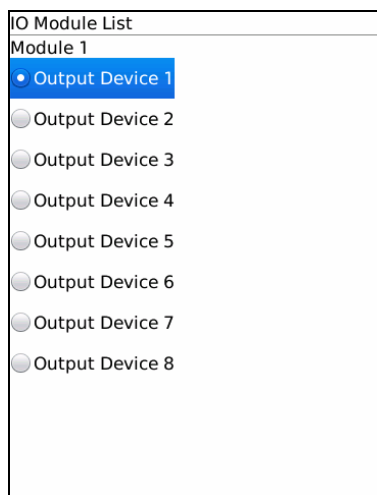 IO Module List
Module 1
Output Device 1
Output Device 2
Output Device 3
Output Device 4
Output Device 5
Output Device 6
Output Device 7
Output Device 8